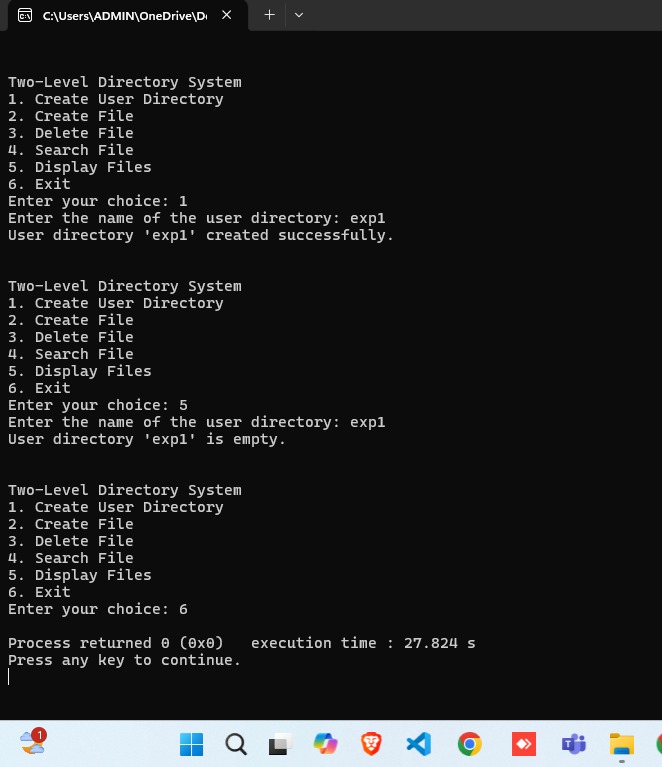 C:\Users\ADMIN\OneDrive\De
Two-Level Directory System
1. Create User Directory
2. Create File
3. Delete File
4. Search File
5. Display Files
6. Exit
Enter your choice: 1
Enter the name of the user directory: exp1
User directory 'exp1' created successfully.
Two-Level Directory System
1. Create User Directory
2. Create File
3. Delete File
4. Search File
5. Display Files
6. Exit
Enter your choice: 5
Enter the name of the user directory: exp1
User directory 'exp1' is empty.
Two-Level Directory System
1. Create User Directory
2. Create File
3. Delete File
4. Search File
5. Display Files
6. Exit
Enter your choice: 6
Process returned 0 (0x0)   execution time : 27.824 s
Press any key to continue.
1